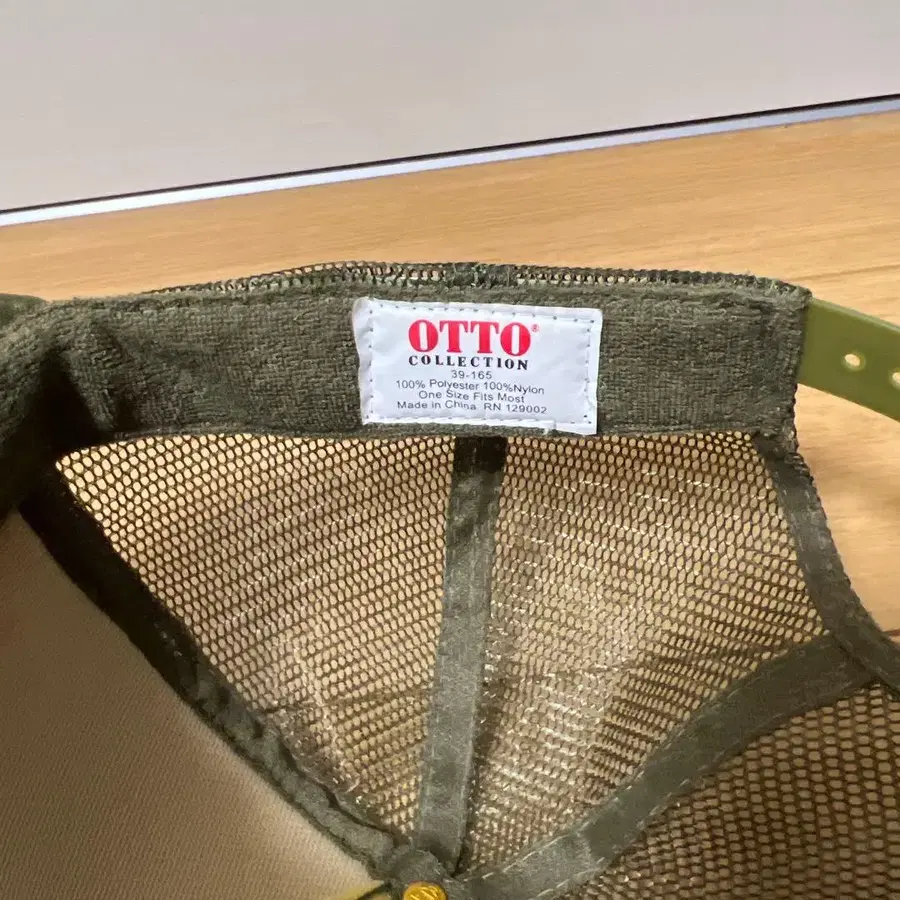 OTTO®
COLLECTION
39-165
100% Polyester 100%Nylon
One Size Fits Most
Made in China RN 129002